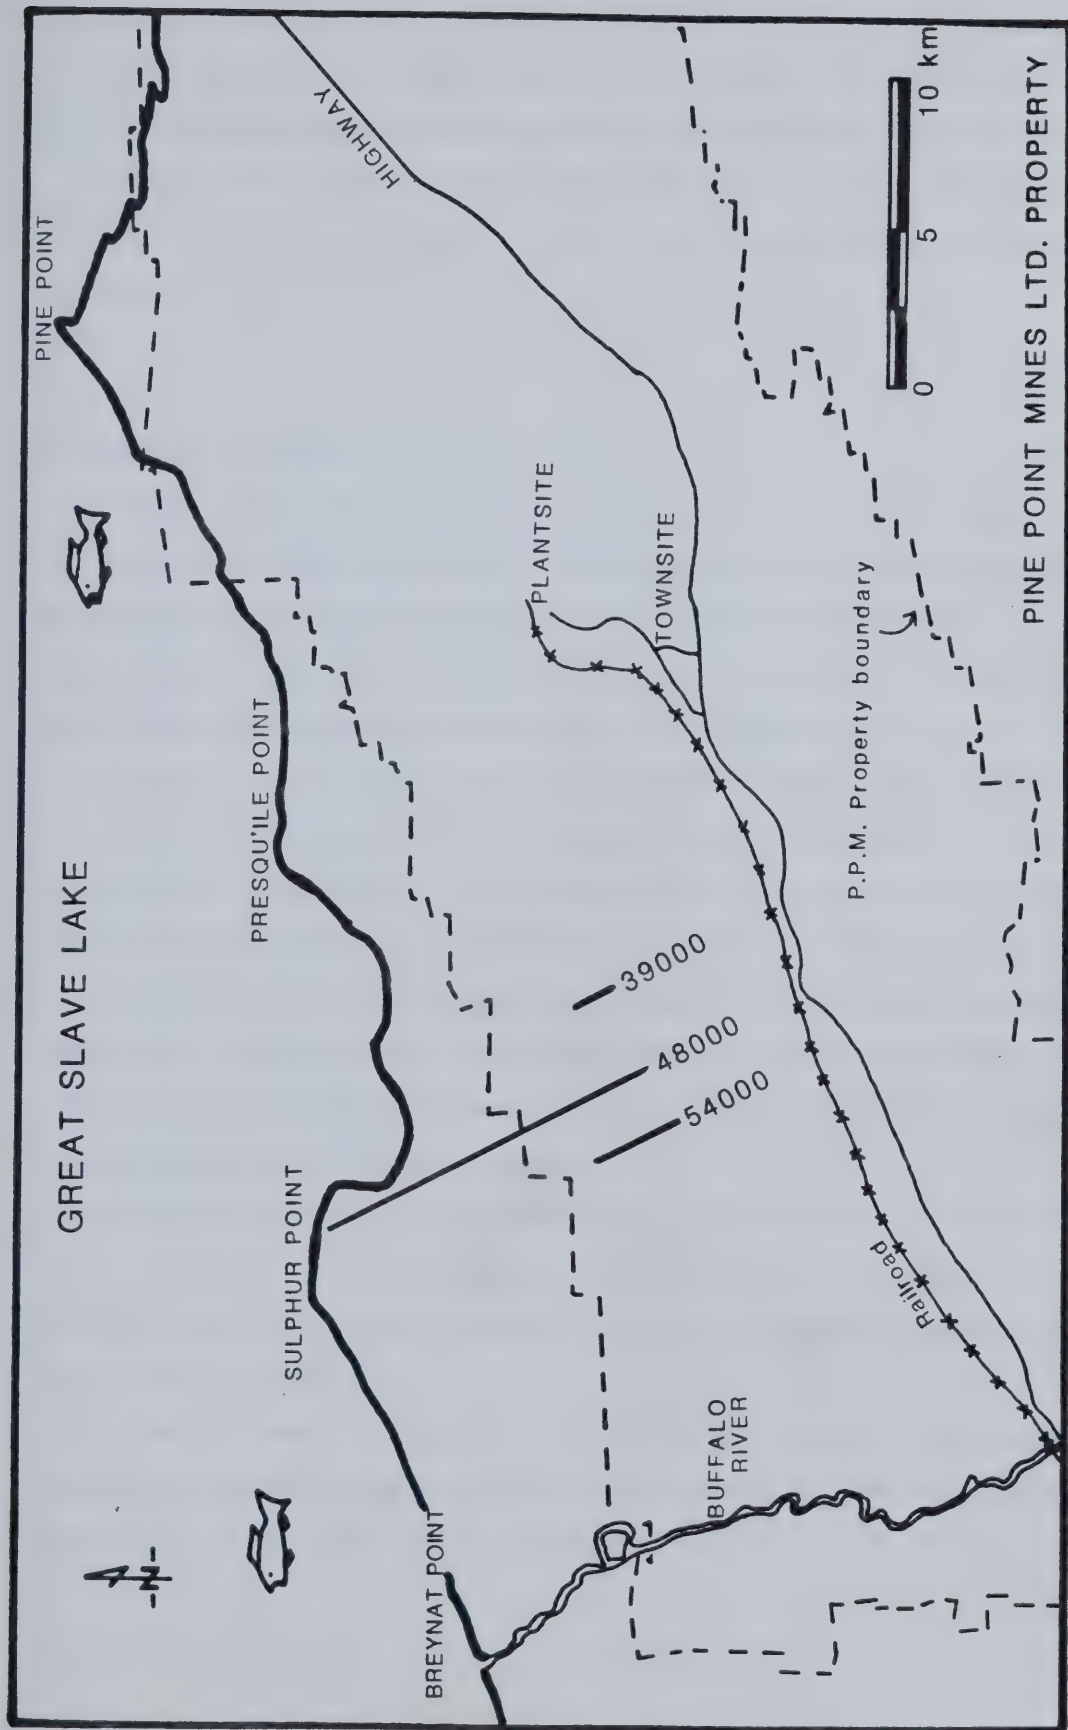 GREAT SLAVE LAKE
PINE POINT
HIGHWAY
PRESQU'ILE POINT
PLANTSITE
TOWNSITE
SULPHUR POINT
39000
48000
54000
BREYNAT POINT
BUFFALO
RIVER
Railroad
P.P.M. Property boundary
-N-
0 5 10 km
PINE POINT MINES LTD. PROPERTY